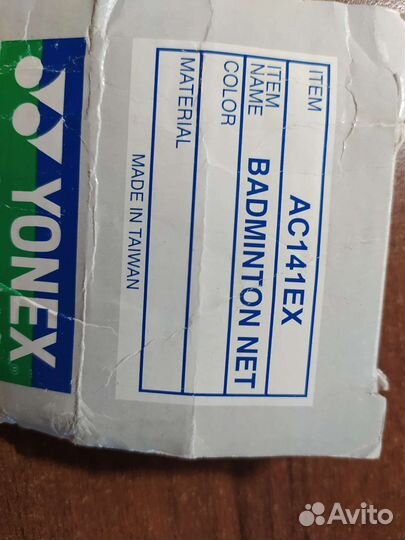 YONEX
®
ITEM AC141EX
ITEM NAME BADMINTON NET
COLOR
MATERIAL
MADE IN TAIWAN
Avito